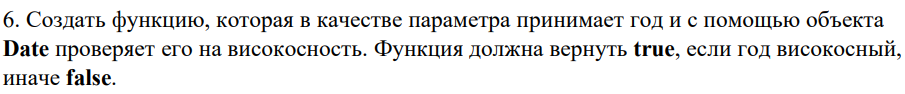 6. Создать функцию, которая в качестве параметра принимает год и с помощью объекта
Date проверяет его на високосность. Функция должна вернуть true, если год високосный,
иначе false.